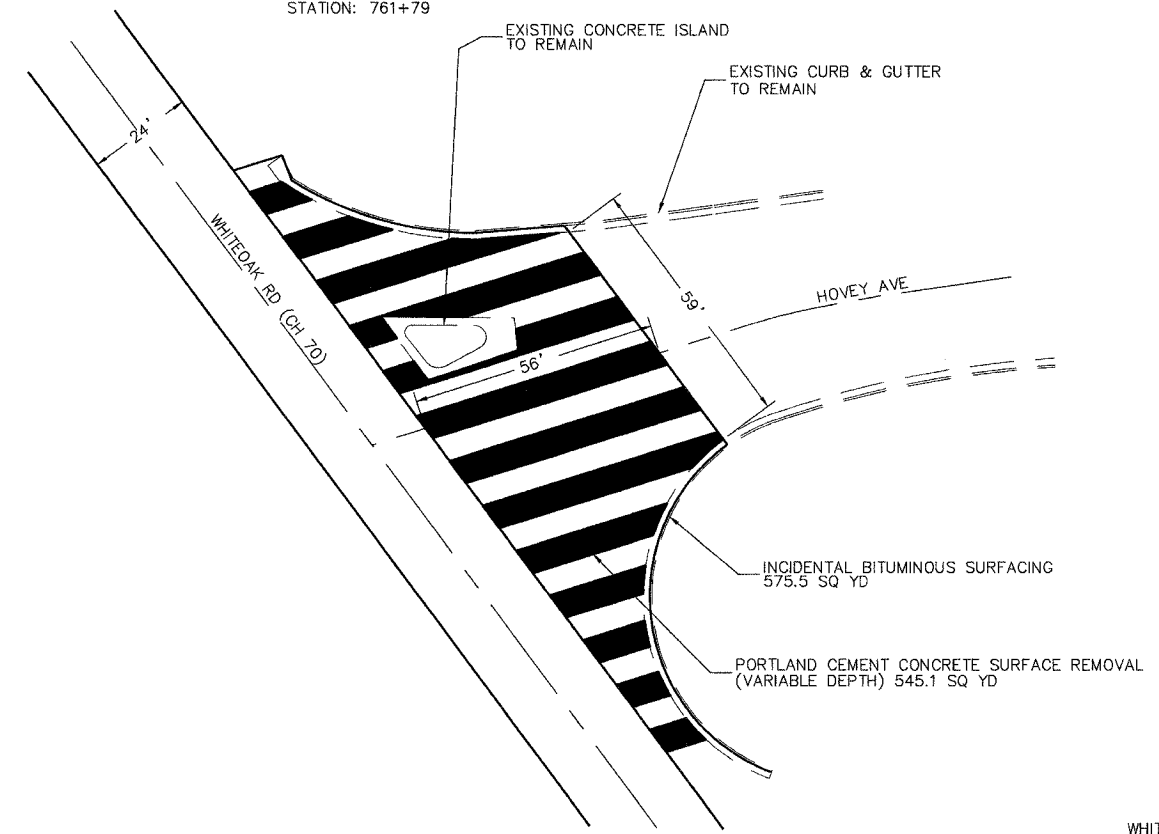 STATION: 761+79
EXISTING CONCRETE ISLAND
TO REMAIN
EXISTING CURB & GUTTER
TO REMAIN
24'
WHITEOAK RD (CH 70)
59'
HOVEY AVE
56'
INCIDENTAL BITUMINOUS SURFACING
575.5 SQ YD
PORTLAND CEMENT CONCRETE SURFACE REMOVAL
(VARIABLE DEPTH) 545.1 SQ YD
WHIT